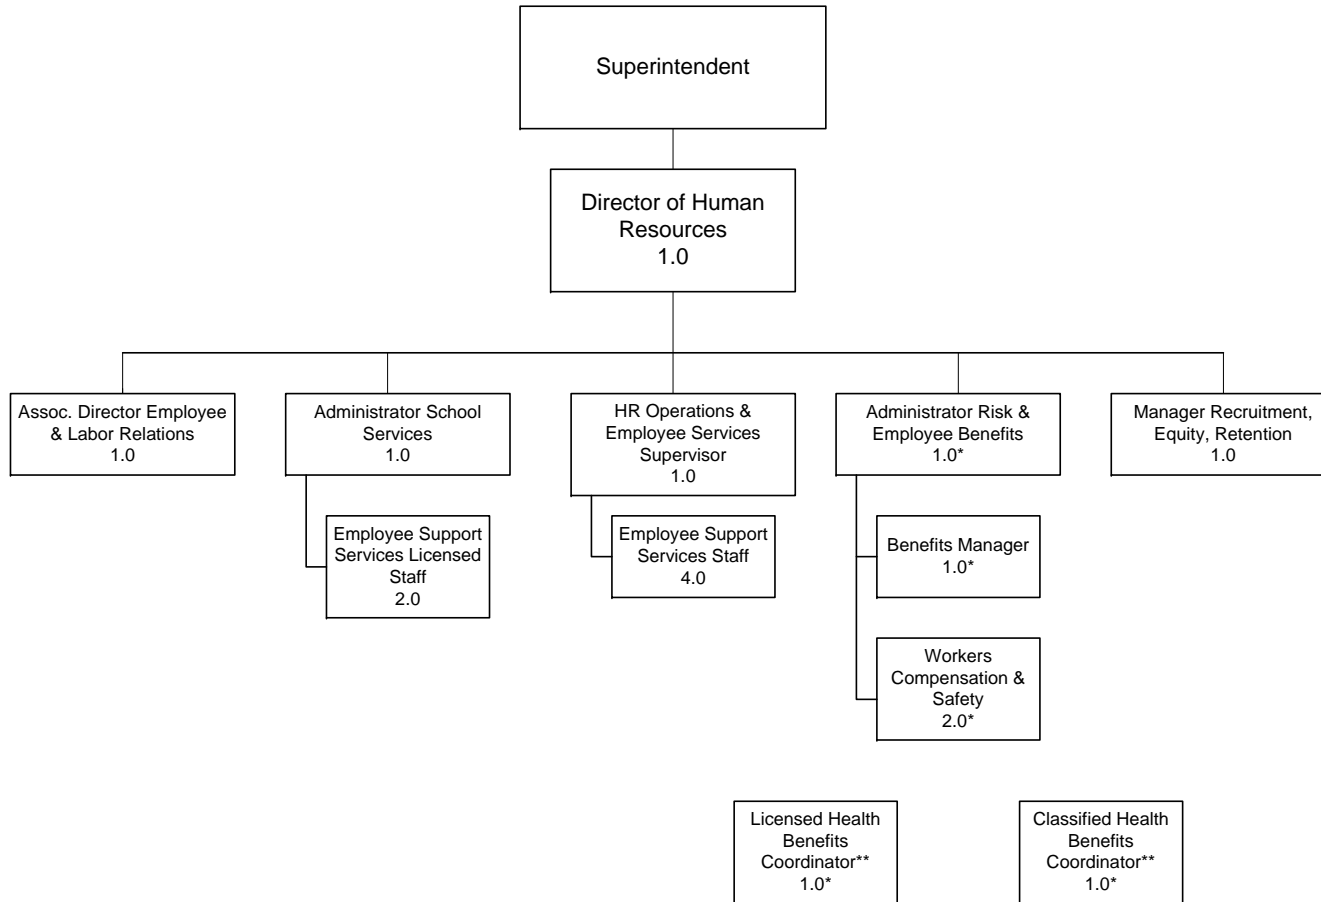 Superintendent
Director of Human
Resources
1.0
Assoc. Director Employee
& Labor Relations
1.0
Administrator School
Services
1.0
HR Operations &
Employee Services
Supervisor
1.0
Administrator Risk &
Employee Benefits
1.0*
Manager Recruitment,
Equity, Retention
1.0
Employee Support
Services Licensed
Staff
2.0
Employee Support
Services Staff
4.0
Benefits Manager
1.0*
Workers
Compensation &
Safety
2.0*
Licensed Health
Benefits
Coordinator**
1.0*
Classified Health
Benefits
Coordinator**
1.0*